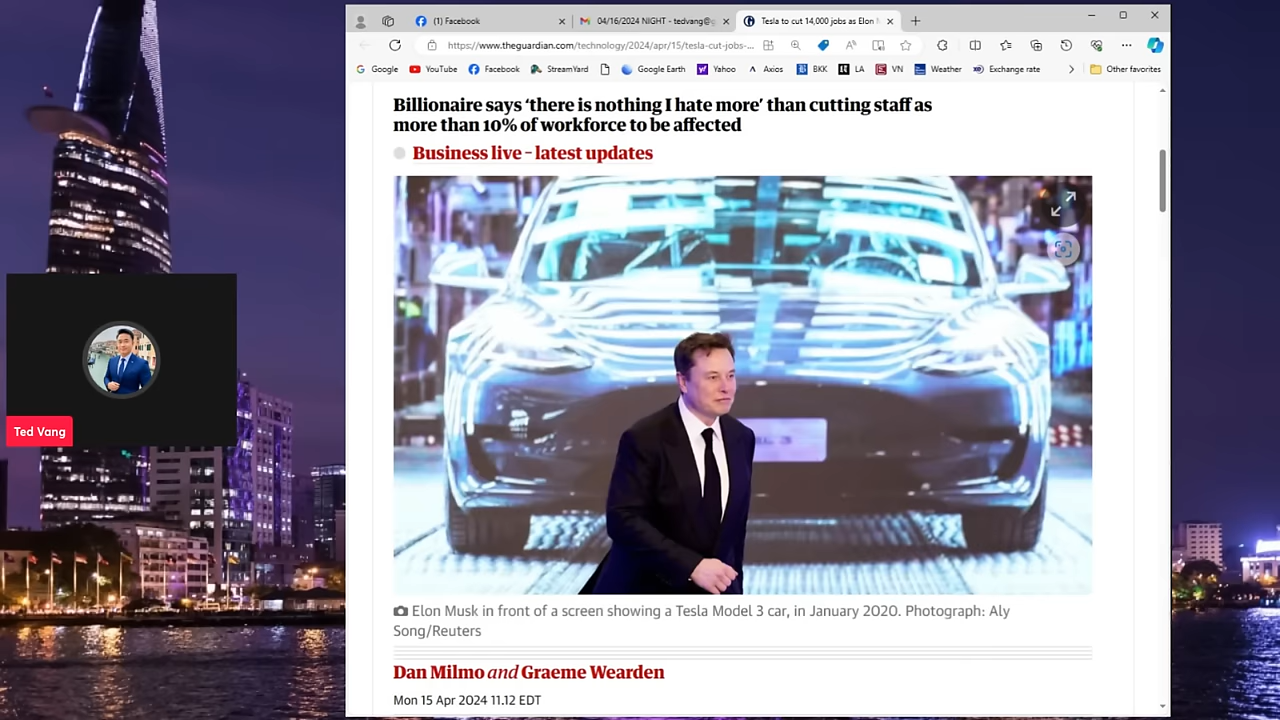 (1) Facebook
04/16/2024 NIGHT - tedvang@g
Tesla to cut 14,000 jobs as Elon M
https://www.theguardian.com/technology/2024/apr/15/tesla-cut-jobs-...
Google YouTube Facebook StreamYard Google Earth Yahoo Axios BKK LA VN Weather Exchange rate Other favorites
Billionaire says ‘there is nothing I hate more’ than cutting staff as
more than 10% of workforce to be affected
Business live – latest updates
Ted Vang
Elon Musk in front of a screen showing a Tesla Model 3 car, in January 2020. Photograph: Aly
Song/Reuters
Dan Milmo and Graeme Wearden
Mon 15 Apr 2024 11.12 EDT